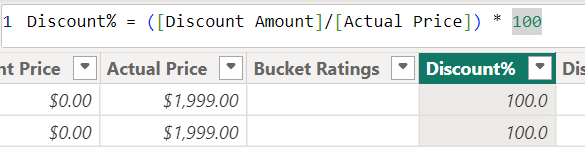 1 Discount% = ([Discount Amount]/[Actual Price]) * 100
nt Price Actual Price Bucket Ratings Discount% Dis
$0.00 $1,999.00 100.0
$0.00 $1,999.00 100.0